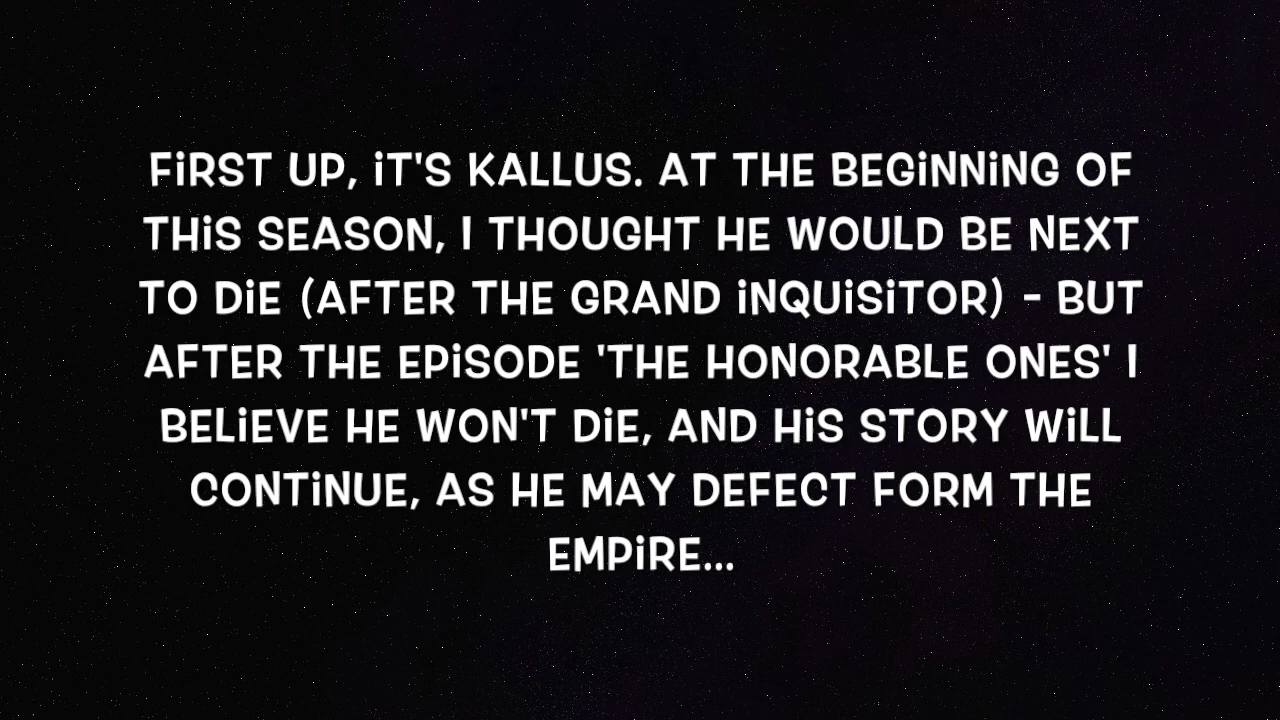 FiRST UP, iT'S KALLUS. AT THE BEGiNNiNG OF
THiS SEASON, I THOUGHT HE WOULD BE NEXT
TO DiE (AFTER THE GRAND iNQUiSiTOR) - BUT
AFTER THE EPiSODE 'THE HONORABLE ONES' I
BELiEVE HE WON'T DiE, AND HiS STORY WiLL
CONTiNUE, AS HE MAY DEFECT FORM THE
EMPiRE...